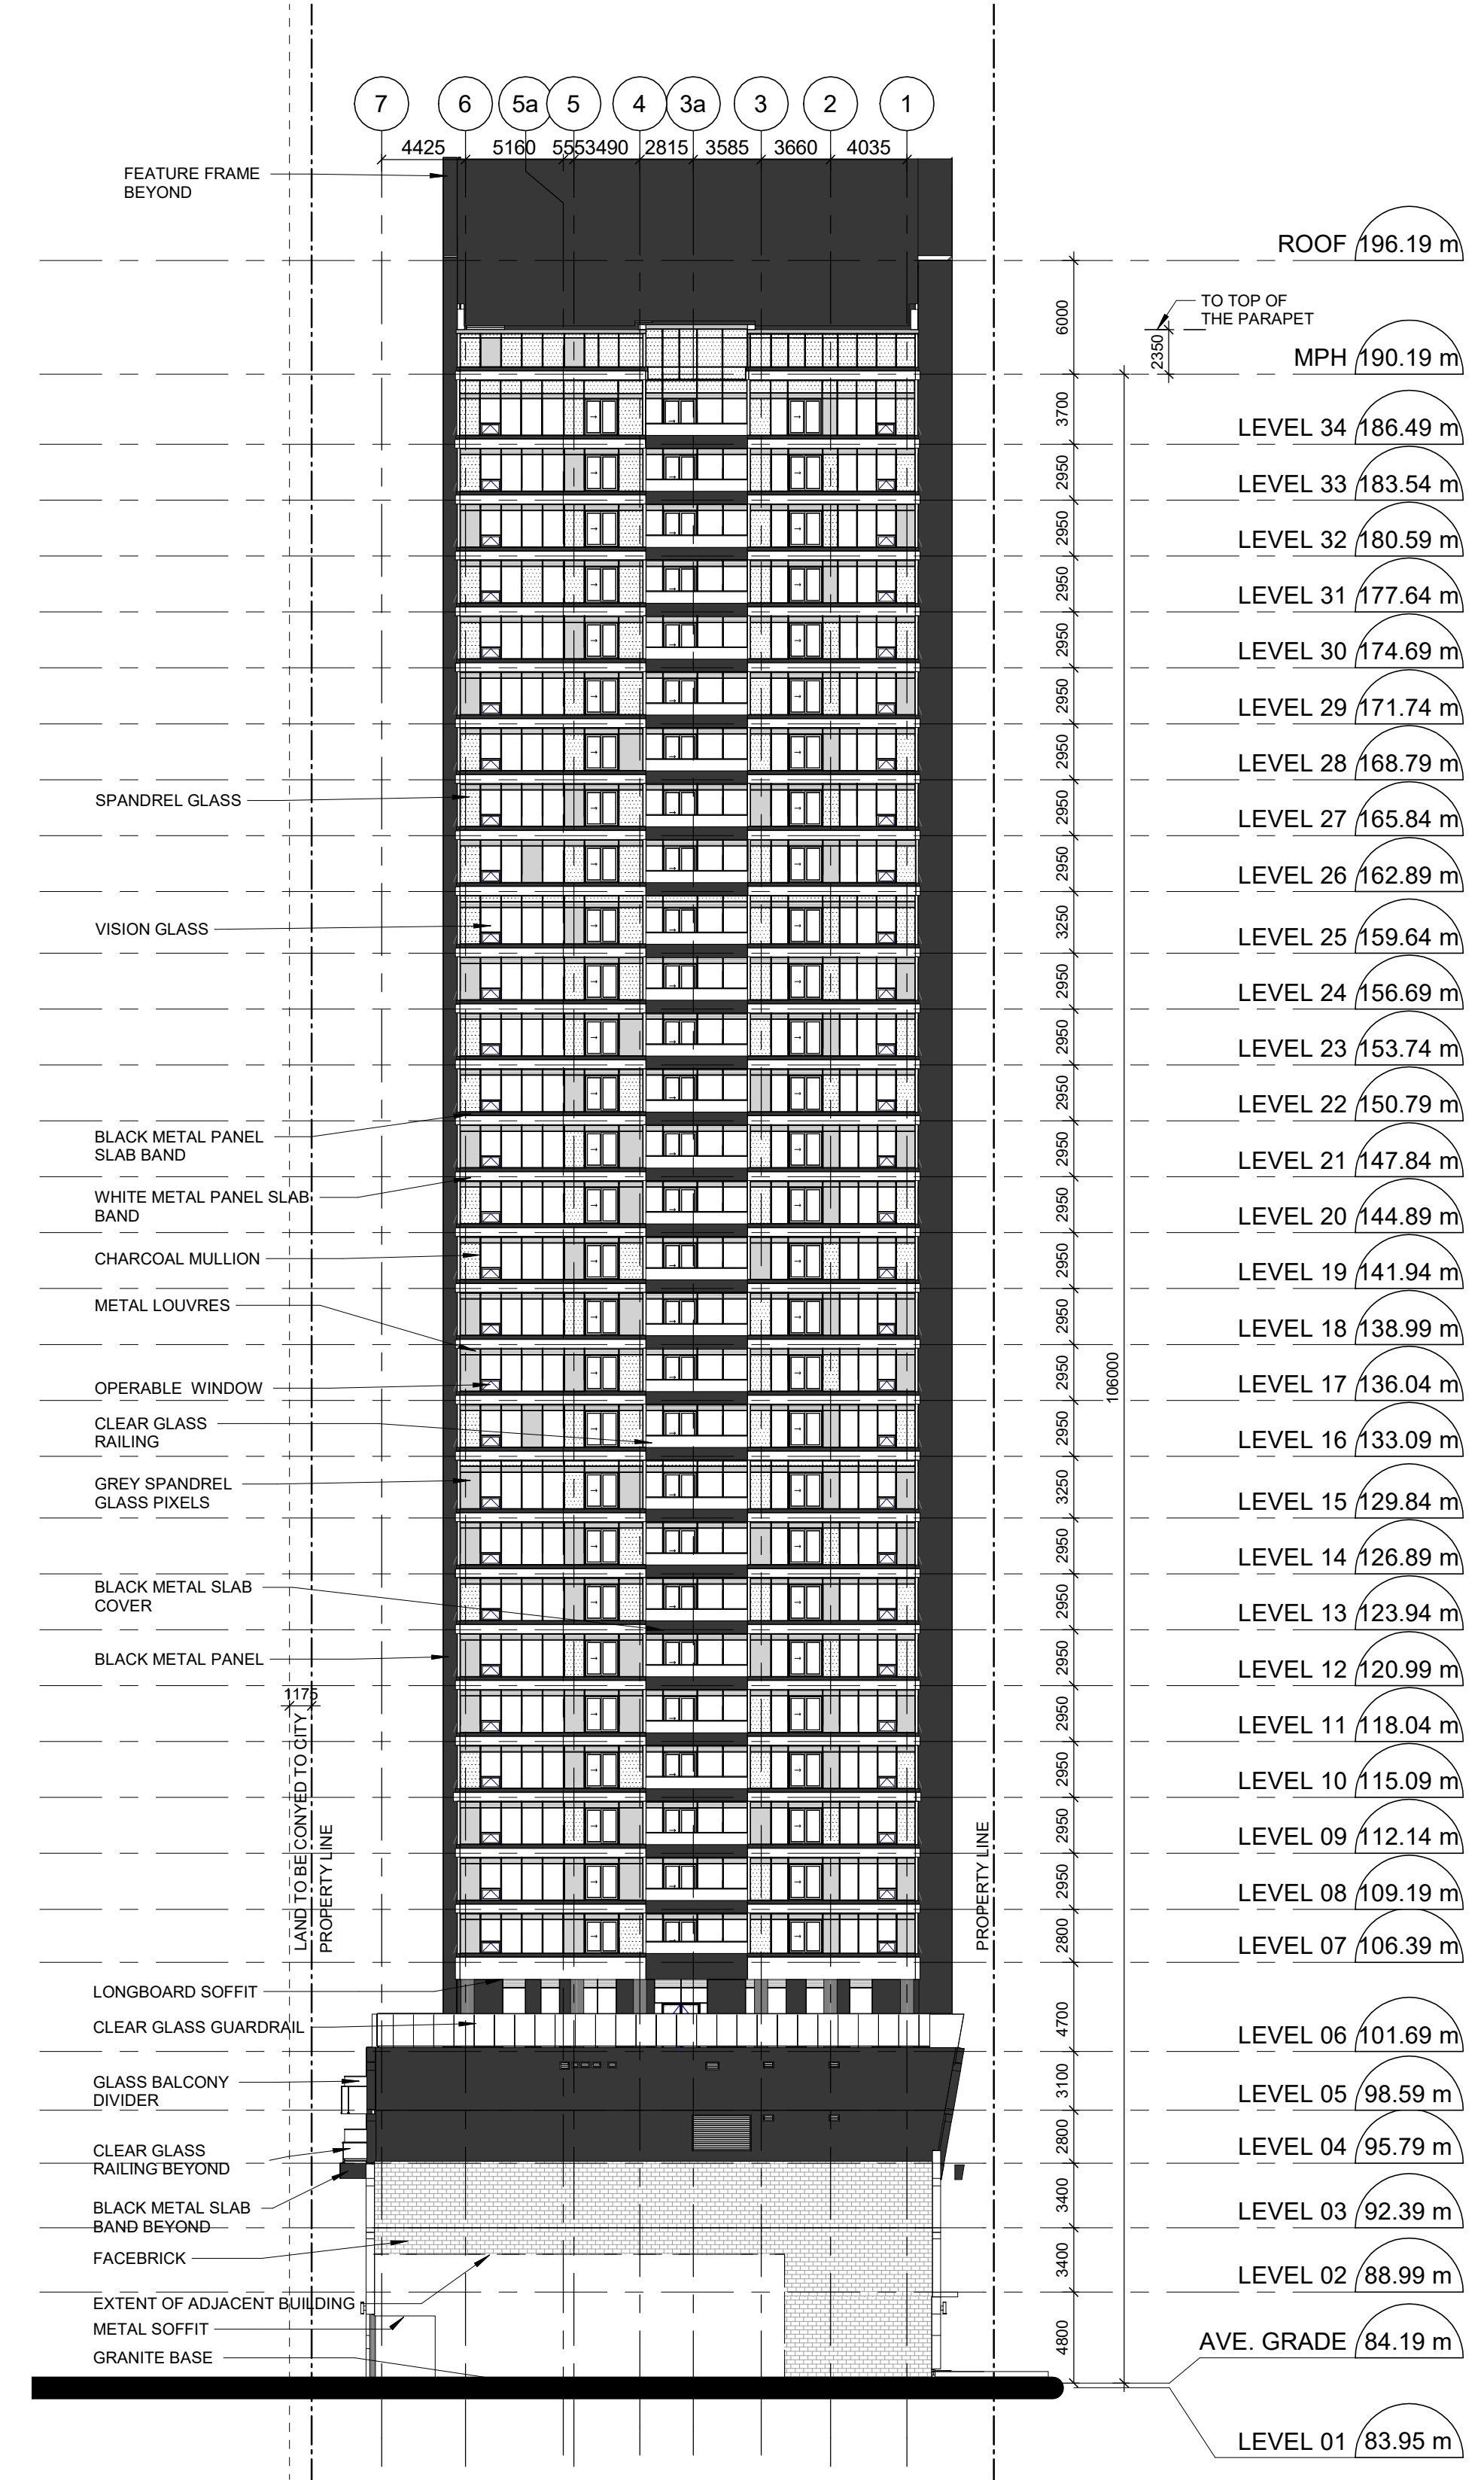 7 6 5a 5 4 3a 3 2 1
4425 5160 555 3490 2815 3585 3660 4035
FEATURE FRAME
BEYOND
ROOF 196.19 m
6000
TO TOP OF
THE PARAPET
2350
MPH 190.19 m
3700
LEVEL 34 186.49 m
2950
LEVEL 33 183.54 m
2950
LEVEL 32 180.59 m
2950
LEVEL 31 177.64 m
2950
LEVEL 30 174.69 m
2950
LEVEL 29 171.74 m
2950
LEVEL 28 168.79 m
SPANDREL GLASS
2950
LEVEL 27 165.84 m
2950
LEVEL 26 162.89 m
VISION GLASS
3250
LEVEL 25 159.64 m
2950
LEVEL 24 156.69 m
2950
LEVEL 23 153.74 m
2950
LEVEL 22 150.79 m
BLACK METAL PANEL
SLAB BAND
2950
LEVEL 21 147.84 m
WHITE METAL PANEL SLAB
BAND
2950
LEVEL 20 144.89 m
CHARCOAL MULLION
2950
LEVEL 19 141.94 m
METAL LOUVRES
2950
LEVEL 18 138.99 m
106000
OPERABLE WINDOW
2950
LEVEL 17 136.04 m
CLEAR GLASS
RAILING
2950
LEVEL 16 133.09 m
GREY SPANDREL
GLASS PIXELS
3250
LEVEL 15 129.84 m
2950
LEVEL 14 126.89 m
BLACK METAL SLAB
COVER
2950
LEVEL 13 123.94 m
BLACK METAL PANEL
2950
LEVEL 12 120.99 m
1175
2950
LEVEL 11 118.04 m
2950
LEVEL 10 115.09 m
LAND TO BE CONYED TO CITY
PROPERTY LINE
PROPERTY LINE
2950
LEVEL 09 112.14 m
2950
LEVEL 08 109.19 m
2800
LEVEL 07 106.39 m
LONGBOARD SOFFIT
CLEAR GLASS GUARDRAIL
4700
LEVEL 06 101.69 m
GLASS BALCONY
DIVIDER
3100
LEVEL 05 98.59 m
CLEAR GLASS
RAILING BEYOND
2800
LEVEL 04 95.79 m
BLACK METAL SLAB
BAND BEYOND
3400
LEVEL 03 92.39 m
FACEBRICK
3400
LEVEL 02 88.99 m
EXTENT OF ADJACENT BUILDING
METAL SOFFIT
4800
AVE. GRADE 84.19 m
GRANITE BASE
LEVEL 01 83.95 m